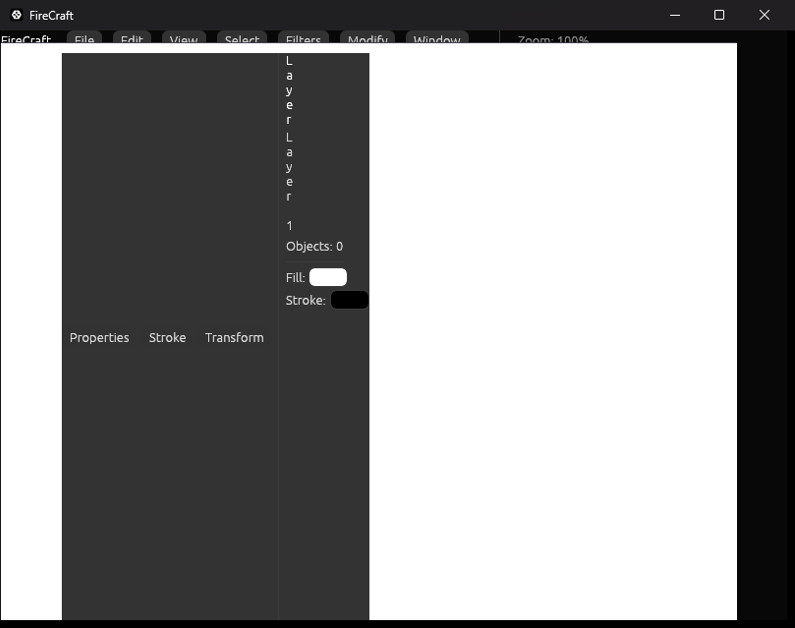 FireCraft
FireCraft File Edit View Select Filters Modify Window Zoom: 100%
L
a
y
e
r
L
a
y
e
r
1
Objects: 0
Fill:
Stroke:
Properties Stroke Transform